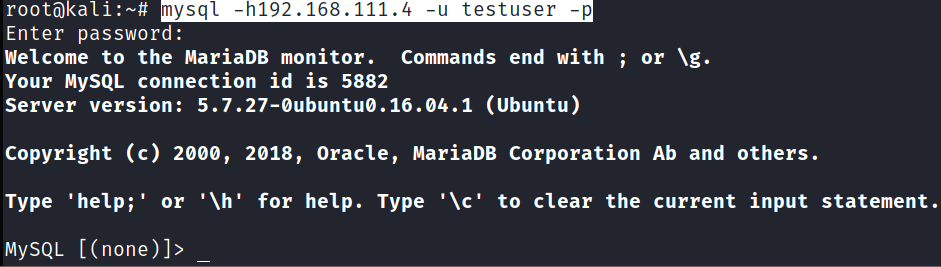 root@kali:~# mysql -h192.168.111.4 -u testuser -p
Enter password:
Welcome to the MariaDB monitor.  Commands end with ; or \g.
Your MySQL connection id is 5882
Server version: 5.7.27-0ubuntu0.16.04.1 (Ubuntu)

Copyright (c) 2000, 2018, Oracle, MariaDB Corporation Ab and others.

Type 'help;' or '\h' for help. Type '\c' to clear the current input statement.

MySQL [(none)]> _